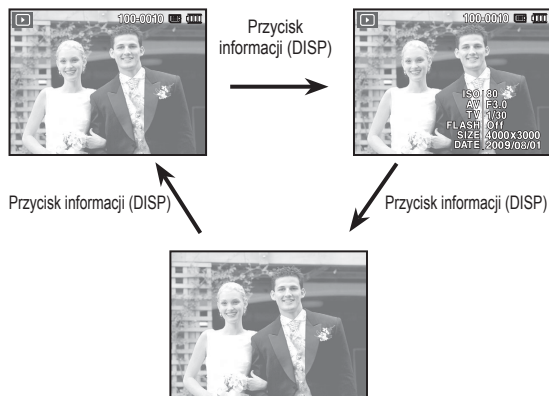 100-0010
Przycisk
informacji (DISP)
100-0010
ISO 80
AV F3.0
TV 1/30
FLASH Off
SIZE 4000x3000
DATE 2009/08/01
Przycisk informacji (DISP)
Przycisk informacji (DISP)